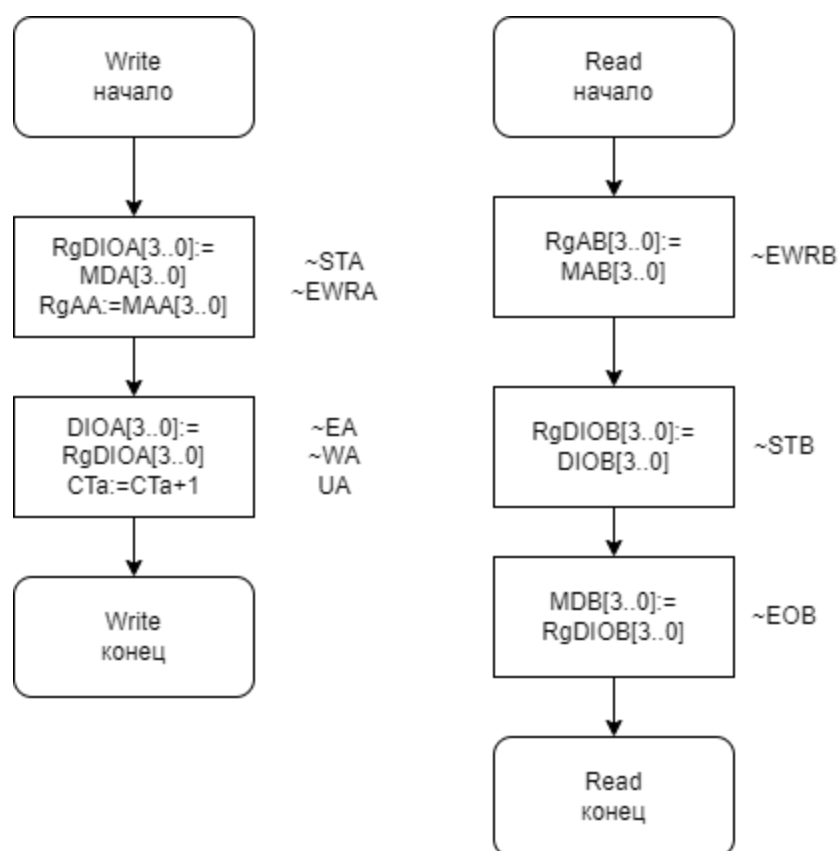 Write
начало
RgDIOA[3..0]:=
MDA[3..0]
RgAA:=MAA[3..0]
~STA
~EWRA
DIOA[3..0]:=
RgDIOA[3..0]
CTa:=CTa+1
~EA
~WA
UA
Write
конец
Read
начало
RgAB[3..0]:=
MAB[3..0]
~EWRB
RgDIOB[3..0]:=
DIOB[3..0]
~STB
MDB[3..0]:=
RgDIOB[3..0]
~EOB
Read
конец